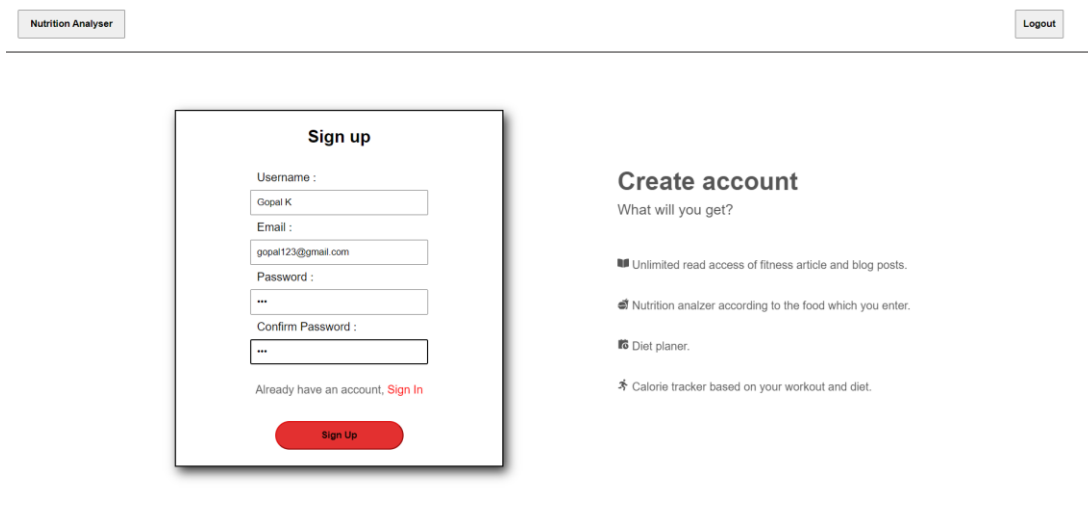 Nutrition Analyser
Logout
Sign up
Username :
Gopal K
Email :
gopal123@gmail.com
Password :
•••
Confirm Password :
•••
Already have an account, Sign In
Sign Up
Create account
What will you get?
Unlimited read access of fitness article and blog posts.
Nutrition analzer according to the food which you enter.
Diet planer.
Calorie tracker based on your workout and diet.